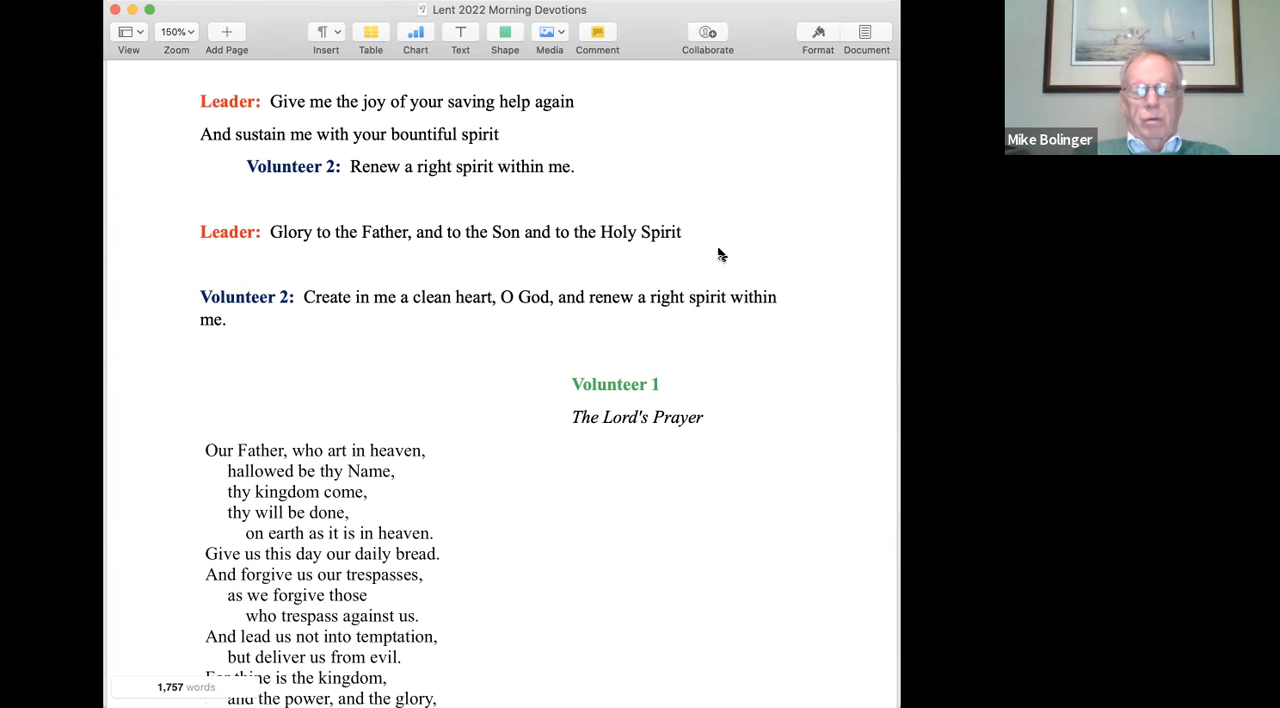 Lent 2022 Morning Devotions
150%
View
Zoom
Add Page
Insert
Table
Chart
Text
Shape
Media
Comment
Collaborate
Format
Document
Leader: Give me the joy of your saving help again
And sustain me with your bountiful spirit
Volunteer 2: Renew a right spirit within me.
Leader: Glory to the Father, and to the Son and to the Holy Spirit
Volunteer 2: Create in me a clean heart, O God, and renew a right spirit within
me.
Volunteer 1
The Lord's Prayer
Our Father, who art in heaven,
hallowed be thy Name,
thy kingdom come,
thy will be done,
on earth as it is in heaven.
Give us this day our daily bread.
And forgive us our trespasses,
as we forgive those
who trespass against us.
And lead us not into temptation,
but deliver us from evil.
For thine is the kingdom,
and the power, and the glory,
1,757 words
Mike Bolinger